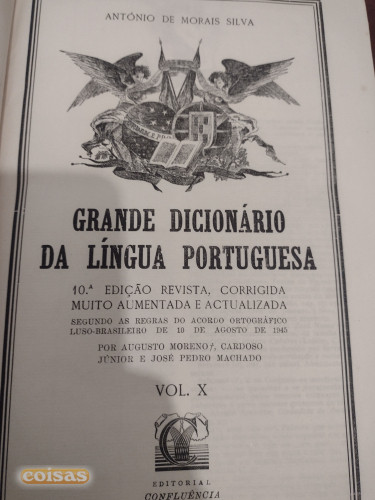 ANTÓNIO DE MORAIS SILVA
GRANDE DICIONÁRIO
DA LÍNGUA PORTUGUESA
10.ª EDIÇÃO REVISTA, CORRIGIDA
MUITO AUMENTADA E ACTUALIZADA
SEGUNDO AS REGRAS DO ACORDO ORTOGRÁFICO
LUSO-BRASILEIRO DE 10 DE AGOSTO DE 1945
POR AUGUSTO MORENO†, CARDOSO
JÚNIOR E JOSÉ PEDRO MACHADO
VOL. X
EDITORIAL
CONFLUÊNCIA
coisas